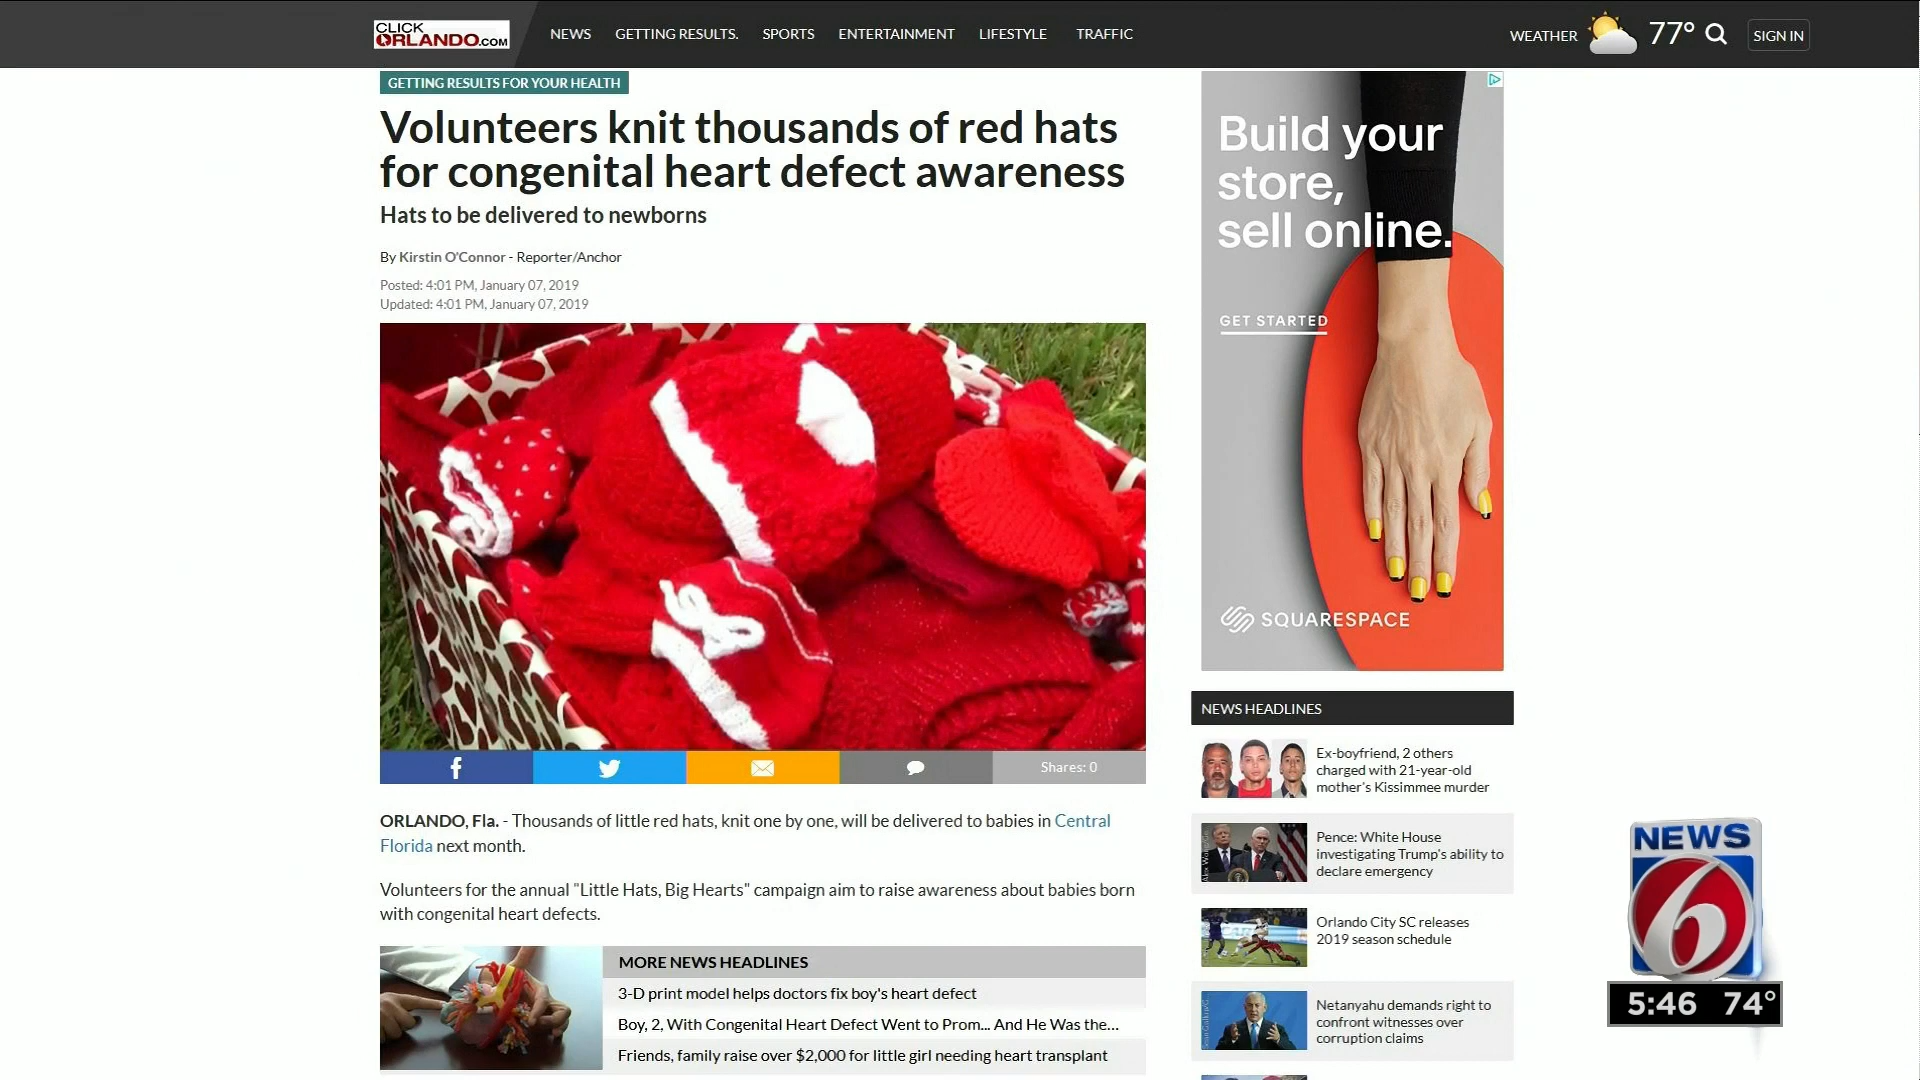 CLICK
ORLANDO.COM
NEWS
GETTING RESULTS.
SPORTS
ENTERTAINMENT
LIFESTYLE
TRAFFIC
WEATHER
77°
SIGN IN
GETTING RESULTS FOR YOUR HEALTH
Volunteers knit thousands of red hats
for congenital heart defect awareness
Hats to be delivered to newborns
By Kirstin O'Connor - Reporter/Anchor
Posted: 4:01 PM, January 07, 2019
Updated: 4:01 PM, January 07, 2019
Shares: 0
ORLANDO, Fla. - Thousands of little red hats, knit one by one, will be delivered to babies in Central
Florida next month.
Volunteers for the annual "Little Hats, Big Hearts" campaign aim to raise awareness about babies born
with congenital heart defects.
MORE NEWS HEADLINES
3-D print model helps doctors fix boy's heart defect
Boy, 2, With Congenital Heart Defect Went to Prom... And He Was the...
Friends, family raise over $2,000 for little girl needing heart transplant
Build your
store,
sell online.
GET STARTED
SQUARESPACE
NEWS HEADLINES
Ex-boyfriend, 2 others
charged with 21-year-old
mother's Kissimmee murder
Pence: White House
investigating Trump's ability to
declare emergency
Orlando City SC releases
2019 season schedule
Netanyahu demands right to
confront witnesses over
corruption claims
NEWS
6
5:46 74°